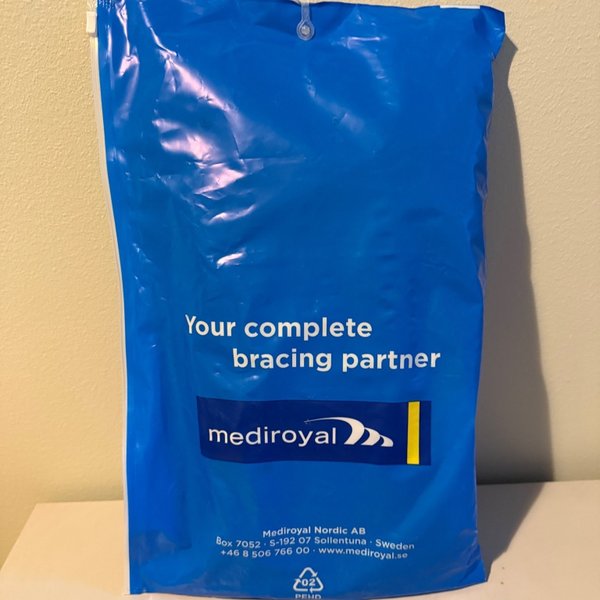 Your complete
bracing partner
mediroyal
Mediroyal Nordic AB
Box 7052 · S-192 07 Sollentuna · Sweden
+46 8 506 766 00 · www.mediroyal.se
02
PEHD